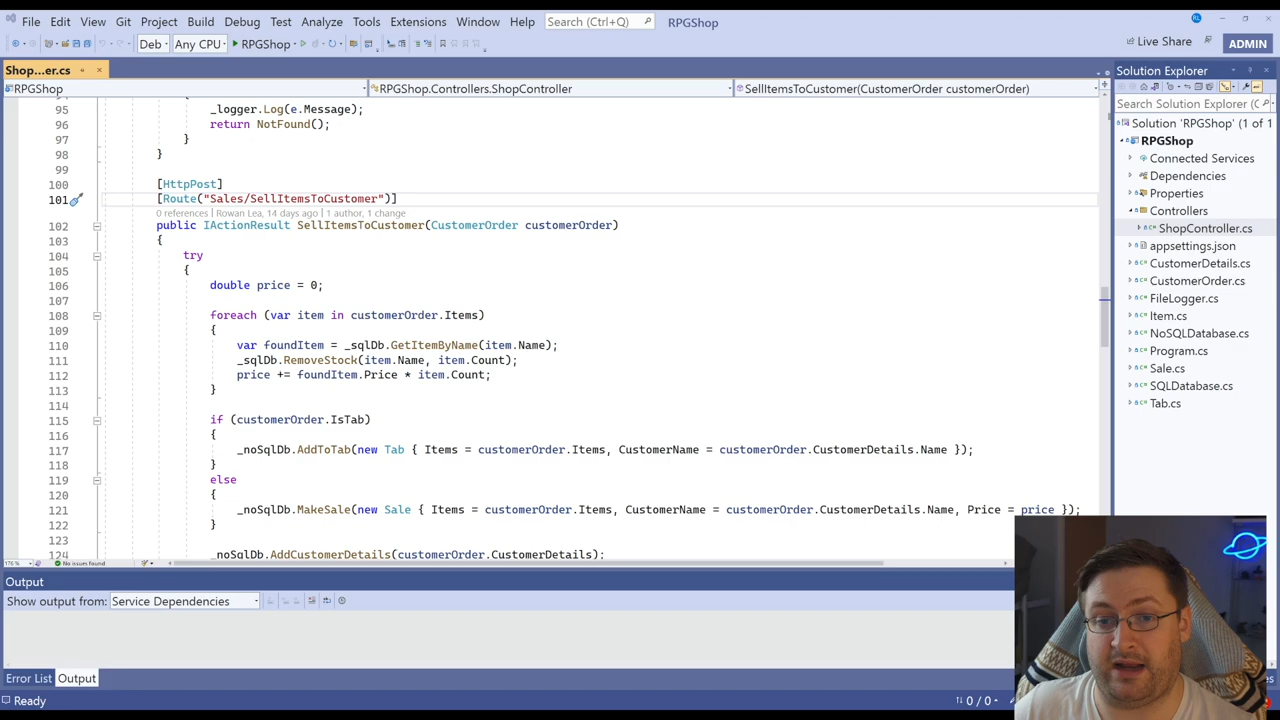 File Edit View Git Project Build Debug Test Analyze Tools Extensions Window Help Search (Ctrl+Q) RPGShop RL
Deb Any CPU RPGShop Live Share ADMIN
Shop...er.cs Solution Explorer
RPGShop RPGShop.Controllers.ShopController SellItemsToCustomer(CustomerOrder customerOrder)
Search Solution Explorer (Ctrl+;)
Solution 'RPGShop' (1 of 1
RPGShop
Connected Services
Dependencies
Properties
Controllers
ShopController.cs
appsettings.json
CustomerDetails.cs
CustomerOrder.cs
FileLogger.cs
Item.cs
NoSQLDatabase.cs
Program.cs
Sale.cs
SQLDatabase.cs
Tab.cs
95 _logger.Log(e.Message);
96 return NotFound();
97 }
98 }
99
100 [HttpPost]
101 [Route("Sales/SellItemsToCustomer")]
0 references | Rowan Lea, 14 days ago | 1 author, 1 change
102 public IActionResult SellItemsToCustomer(CustomerOrder customerOrder)
103 {
104 try
105 {
106 double price = 0;
107
108 foreach (var item in customerOrder.Items)
109 {
110 var foundItem = _sqlDb.GetItemByName(item.Name);
111 _sqlDb.RemoveStock(item.Name, item.Count);
112 price += foundItem.Price * item.Count;
113 }
114
115 if (customerOrder.IsTab)
116 {
117 _noSqlDb.AddToTab(new Tab { Items = customerOrder.Items, CustomerName = customerOrder.CustomerDetails.Name });
118 }
119 else
120 {
121 _noSqlDb.MakeSale(new Sale { Items = customerOrder.Items, CustomerName = customerOrder.CustomerDetails.Name, Price = price });
122 }
123
124 _noSqlDb.AddCustomerDetails(customerOrder.CustomerDetails);
176 % No issues found
Output
Show output from: Service Dependencies
Error List Output
Ready 0 / 0